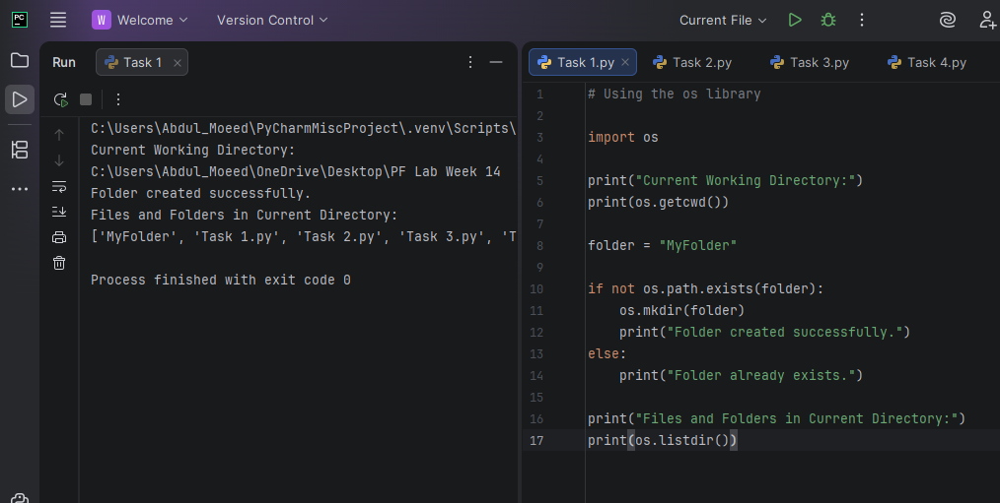 PC
W Welcome Version Control Current File
Run Task 1
C:\Users\Abdul_Moeed\PyCharmMiscProject\.venv\Scripts\
Current Working Directory:
C:\Users\Abdul_Moeed\OneDrive\Desktop\PF Lab Week 14
Folder created successfully.
Files and Folders in Current Directory:
['MyFolder', 'Task 1.py', 'Task 2.py', 'Task 3.py', 'T
Process finished with exit code 0
Task 1.py Task 2.py Task 3.py Task 4.py
1 # Using the os library
2
3 import os
4
5 print("Current Working Directory:")
6 print(os.getcwd())
7
8 folder = "MyFolder"
9
10 if not os.path.exists(folder):
11     os.mkdir(folder)
12     print("Folder created successfully.")
13 else:
14     print("Folder already exists.")
15
16 print("Files and Folders in Current Directory:")
17 print(os.listdir())